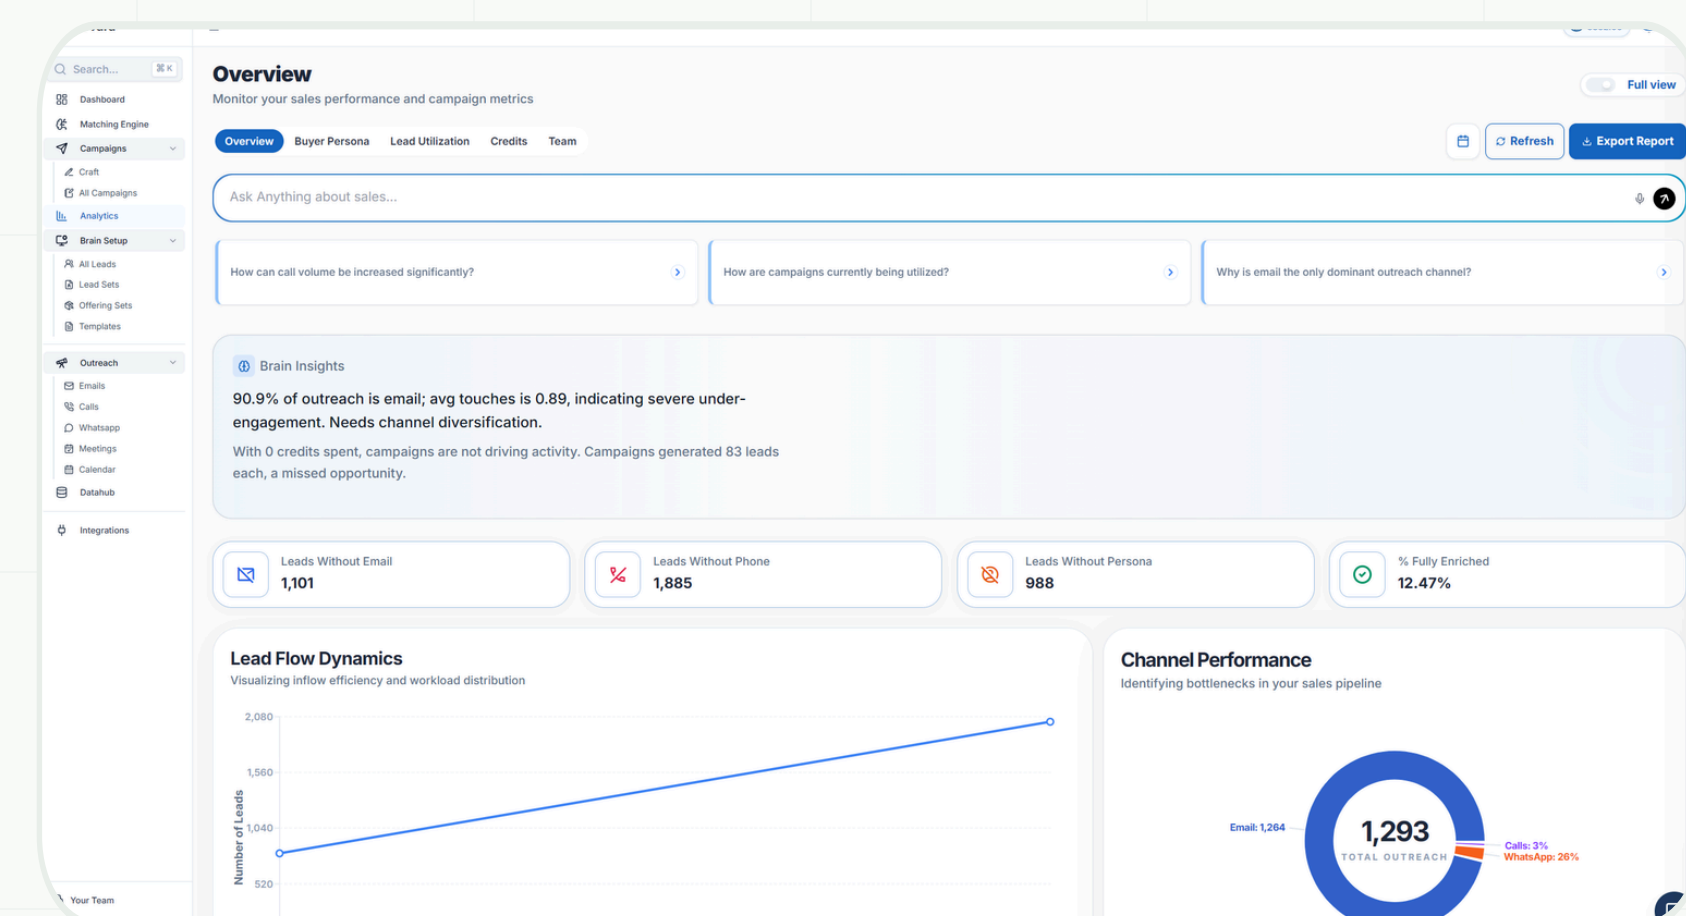 Search...
⌘ K
Dashboard
Matching Engine
Campaigns
Craft
All Campaigns
Analytics
Brain Setup
All Leads
Lead Sets
Offering Sets
Templates
Outreach
Emails
Calls
Whatsapp
Meetings
Calendar
Datahub
Integrations
Your Team
Overview
Monitor your sales performance and campaign metrics
Full view
Overview
Buyer Persona
Lead Utilization
Credits
Team
Refresh
Export Report
Ask Anything about sales...
How can call volume be increased significantly?
How are campaigns currently being utilized?
Why is email the only dominant outreach channel?
Brain Insights
90.9% of outreach is email; avg touches is 0.89, indicating severe under-
engagement. Needs channel diversification.
With 0 credits spent, campaigns are not driving activity. Campaigns generated 83 leads
each, a missed opportunity.
Leads Without Email
1,101
Leads Without Phone
1,885
Leads Without Persona
988
% Fully Enriched
12.47%
Lead Flow Dynamics
Visualizing inflow efficiency and workload distribution
2,080
1,560
1,040
520
Number of Leads
Channel Performance
Identifying bottlenecks in your sales pipeline
Email: 1,264
1,293
TOTAL OUTREACH
Calls: 3%
WhatsApp: 26%